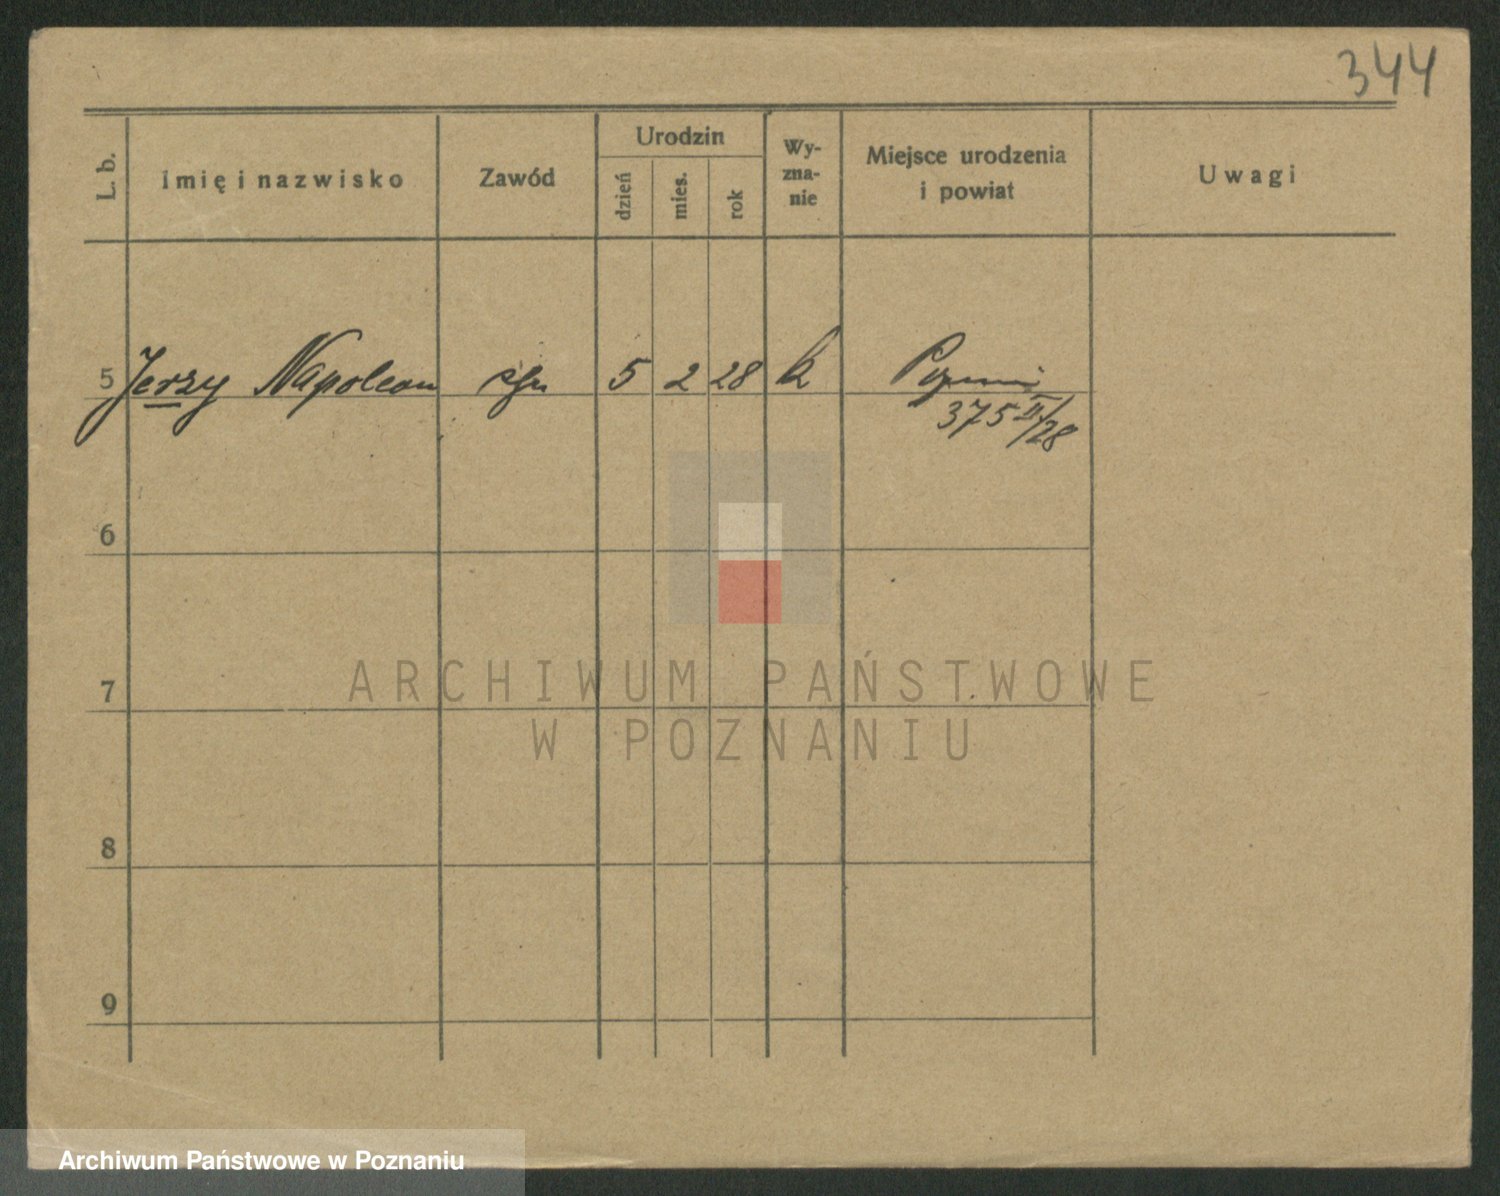 344
L. b.
Imię i nazwisko
Zawód
Urodzin
dzień
mies.
rok
Wy-
zna-
nie
Miejsce urodzenia
i powiat
Uwagi
5 Jerzy Napoleon syn 5 2 28 k Poznań
375 II/28
6
7
8
9
ARCHIWUM PAŃSTWOWE
W POZNANIU
Archiwum Państwowe w Poznaniu